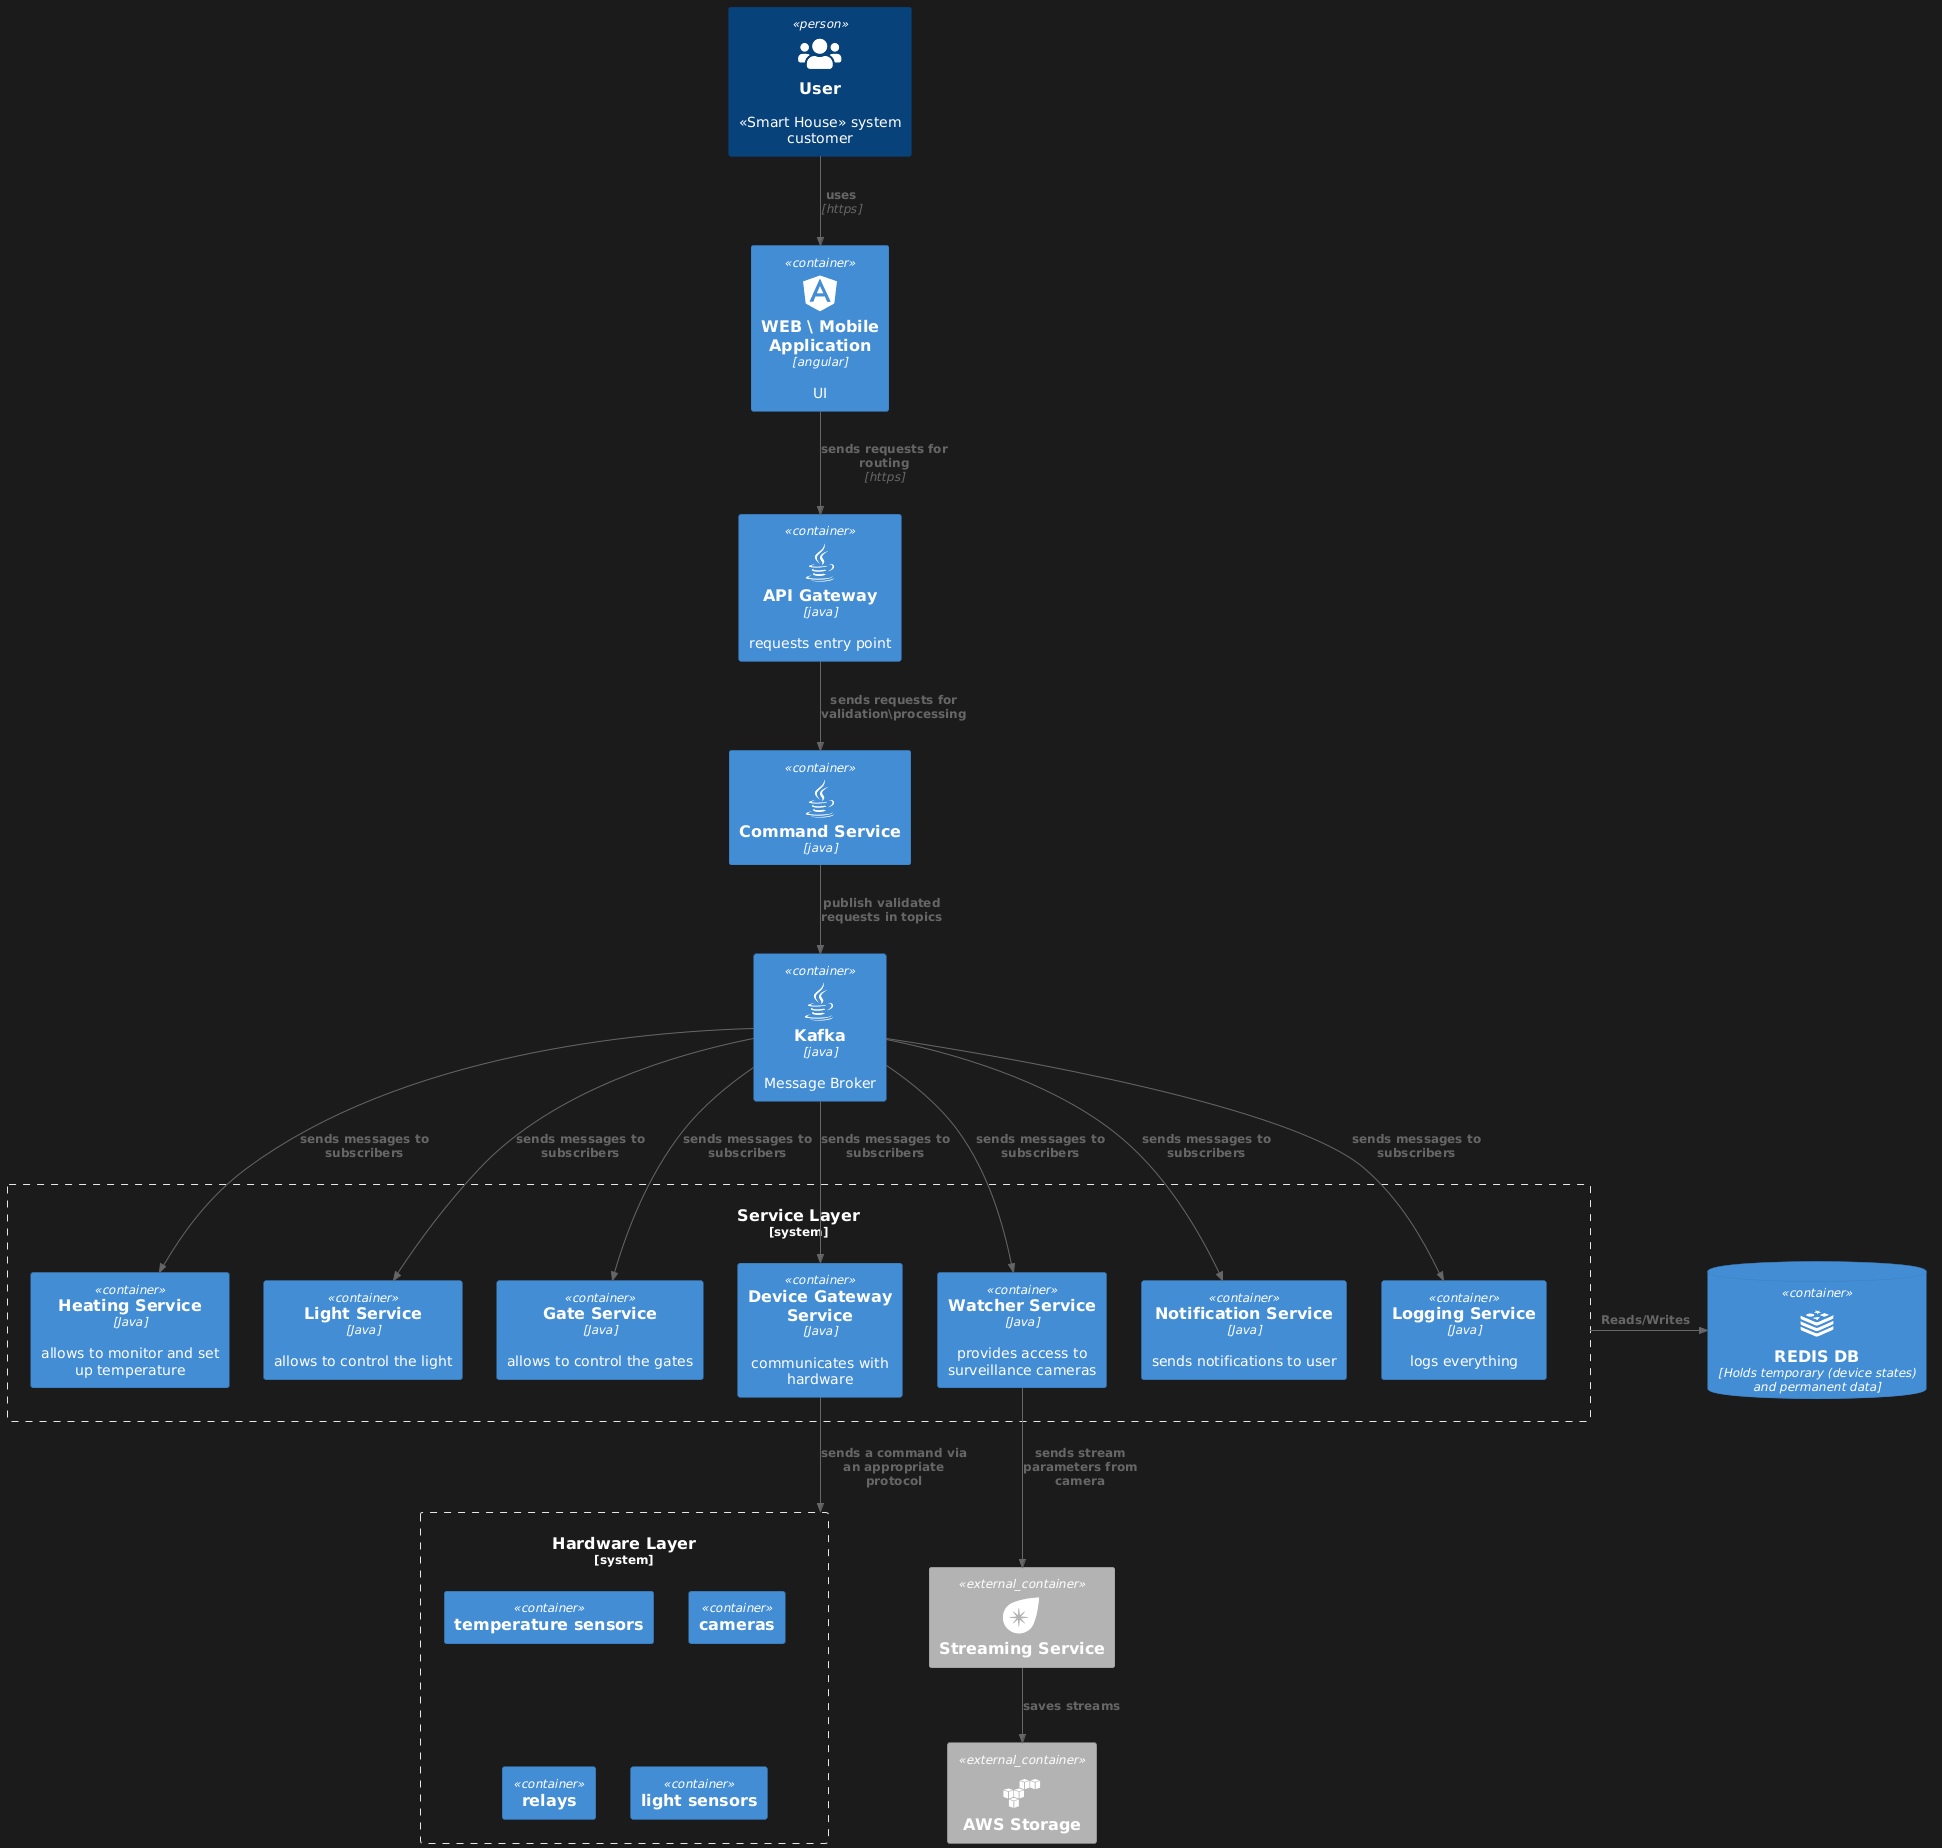 «person»
User
«Smart House» system
customer
uses
[https]
«container»
WEB \ Mobile
Application
[angular]
UI
sends requests for
routing
[https]
«container»
API Gateway
[java]
requests entry point
sends requests for
validation\processing
«container»
Command Service
[java]
publish validated
requests in topics
«container»
Kafka
[java]
Message Broker
sends messages to
subscribers
sends messages to
subscribers
sends messages to
subscribers
sends messages to
subscribers
sends messages to
subscribers
sends messages to
subscribers
sends messages to
subscribers
Service Layer
[system]
«container»
Heating Service
[Java]
allows to monitor and set
up temperature
«container»
Light Service
[Java]
allows to control the light
«container»
Gate Service
[Java]
allows to control the gates
«container»
Device Gateway
Service
[Java]
communicates with
hardware
«container»
Watcher Service
[Java]
provides access to
surveillance cameras
«container»
Notification Service
[Java]
sends notifications to user
«container»
Logging Service
[Java]
logs everything
Reads/Writes
«container»
REDIS DB
[Holds temporary (device states)
and permanent data]
sends a command via
an appropriate
protocol
sends stream
parameters from
camera
Hardware Layer
[system]
«container»
temperature sensors
«container»
cameras
«container»
relays
«container»
light sensors
«external_container»
Streaming Service
saves streams
«external_container»
AWS Storage